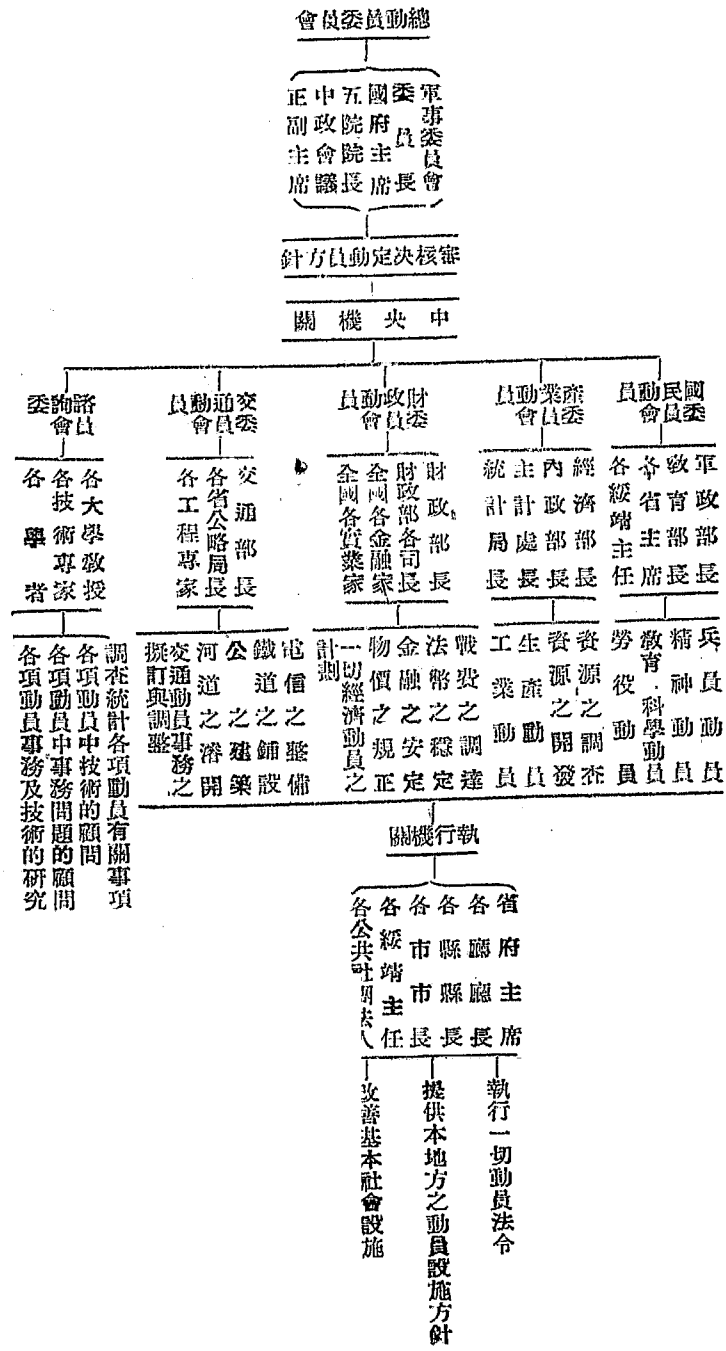 總動員委員會
軍事委員會
委員長
國府主席
五院院長
中政會議
正副主席
審核決定動員方針
中央機關
國民動員委員會
軍政部長
教育部長
各省主席
各綏靖主任
兵員動員
精神動員
教育科學動員
勞役動員
產業動員委員會
經濟部長
內政部長
主計處長
統計局長
資源之調查
資源之開發
生產動員
工業動員
財政動員委員會
財政部長
財政部各司長
全國各金融家
全國各實業家
戰費之調達
法幣之穩定
金融之安定
物價之規正
一切經濟動員之
計劃
交通動員委員會
交通部長
各省公路局長
各工程專家
電信之整備
鐵道之鋪設
公之建築
河道之濬開
交通動員事務之
擬訂與調整
諮詢委員會
各大學教授
各技術專家
各學者
調查統計各項動員有關事項
各項動員中技術的顧問
各項動員中事務問題的顧問
各項動員事務及技術的研究
執行機關
省府主席
各廳廳長
各縣縣長
各市市長
各綏靖主任
各公共社團法人
執行一切動員法令
提供本地方之動員設施方針
改善基本社會設施